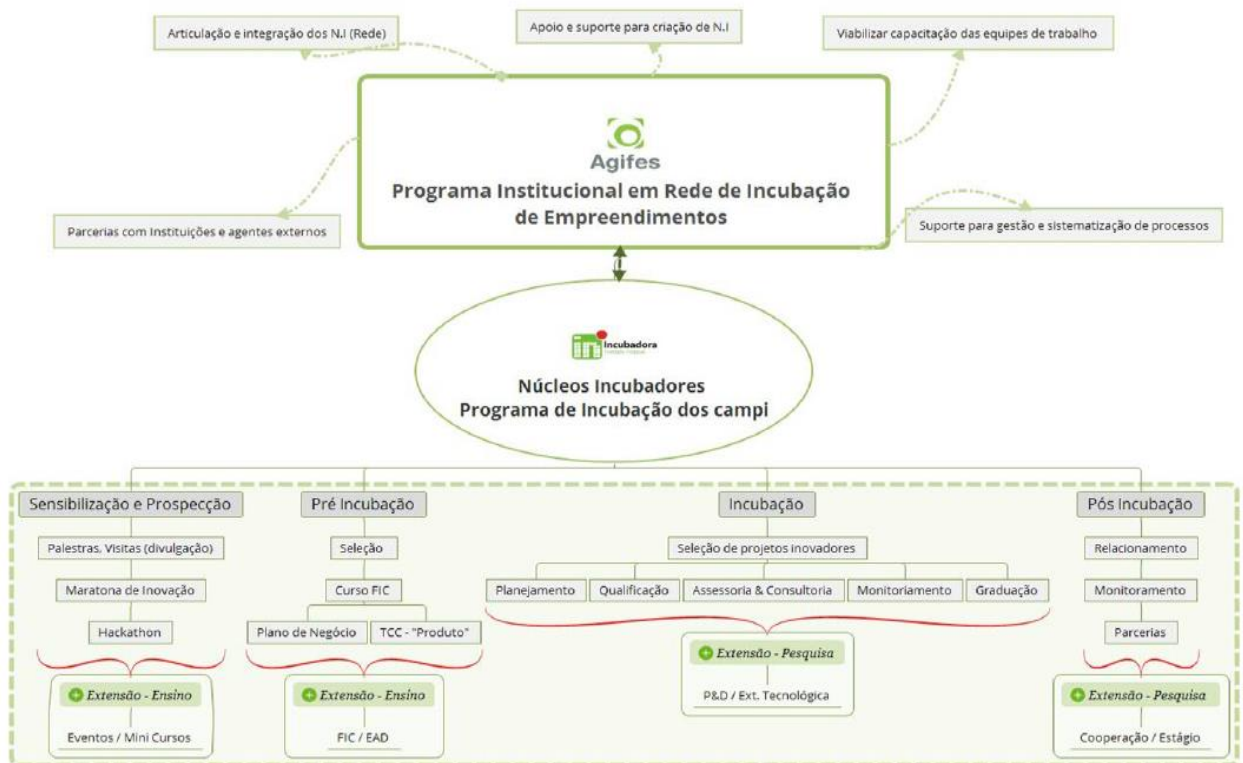 Articulação e integração dos N.I (Rede)
Apoio e suporte para criação de N.I
Viabilizar capacitação das equipes de trabalho
Agifes
Programa Institucional em Rede de Incubação
de Empreendimentos
Parcerias com Instituições e agentes externos
Suporte para gestão e sistematização de processos
Incubadora
Núcleos Incubadores
Programa de Incubação dos campi
Sensibilização e Prospecção
Palestras, Visitas (divulgação)
Maratona de Inovação
Hackathon
Extensão - Ensino
Eventos / Mini Cursos
Pré Incubação
Seleção
Curso FIC
Plano de Negócio
TCC - "Produto"
Extensão - Ensino
FIC / EAD
Incubação
Seleção de projetos inovadores
Planejamento
Qualificação
Assessoria & Consultoria
Monitoriamento
Graduação
Extensão - Pesquisa
P&D / Ext. Tecnológica
Pós Incubação
Relacionamento
Monitoramento
Parcerias
Extensão - Pesquisa
Cooperação / Estágio